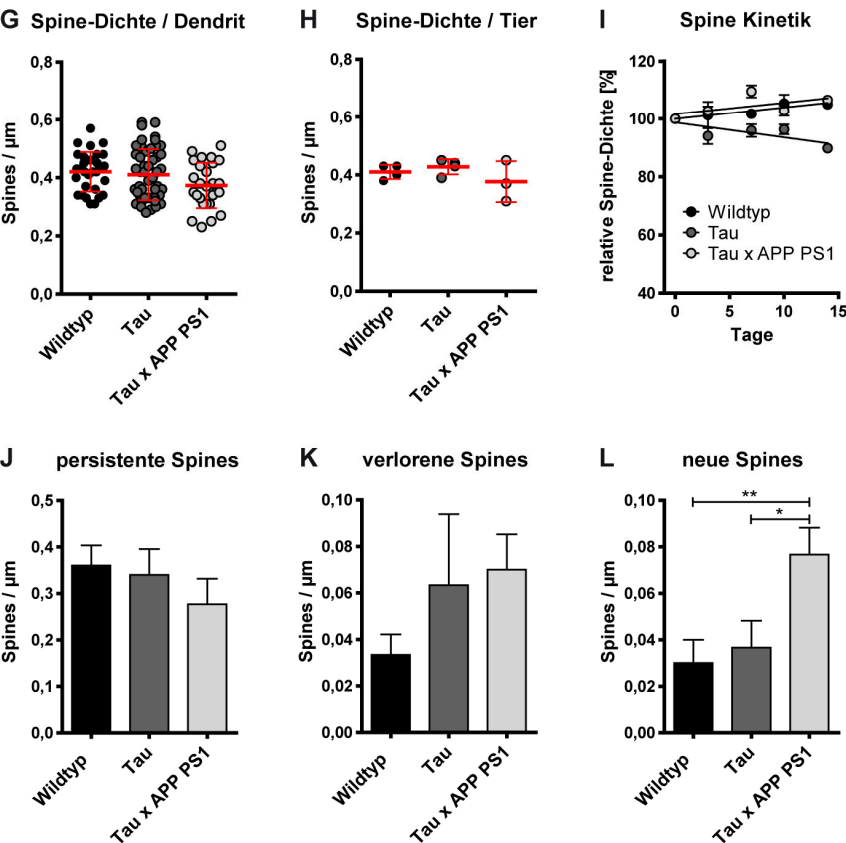 G Spine-Dichte / Dendrit
Spines / µm
0,8
0,6
0,4
0,2
0,0
Wildtyp
Tau
Tau x APP PS1
H Spine-Dichte / Tier
Spines / µm
0,8
0,6
0,4
0,2
0,0
Wildtyp
Tau
Tau x APP PS1
I Spine Kinetik
relative Spine-Dichte [%]
120
100
80
60
40
Wildtyp
Tau
Tau x APP PS1
0 5 10 15
Tage
J persistente Spines
Spines / µm
0,5
0,4
0,3
0,2
0,1
0,0
Wildtyp
Tau
Tau x APP PS1
K verlorene Spines
Spines / µm
0,10
0,08
0,06
0,04
0,02
0,00
Wildtyp
Tau
Tau x APP PS1
L neue Spines
Spines / µm
0,10
0,08
0,06
0,04
0,02
0,00
**
*
Wildtyp
Tau
Tau x APP PS1